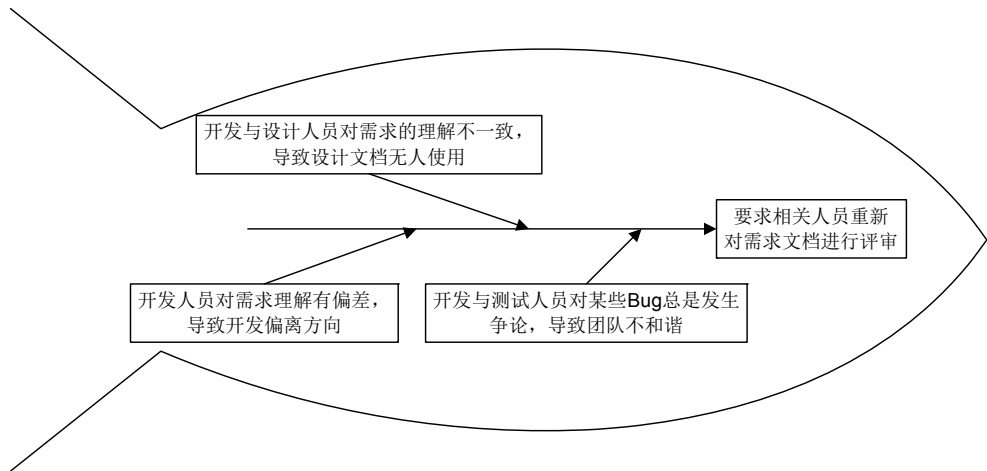 开发与设计人员对需求的理解不一致，
导致设计文档无人使用
要求相关人员重新
对需求文档进行评审
开发人员对需求理解有偏差，
导致开发偏离方向
开发与测试人员对某些Bug总是发生
争论，导致团队不和谐